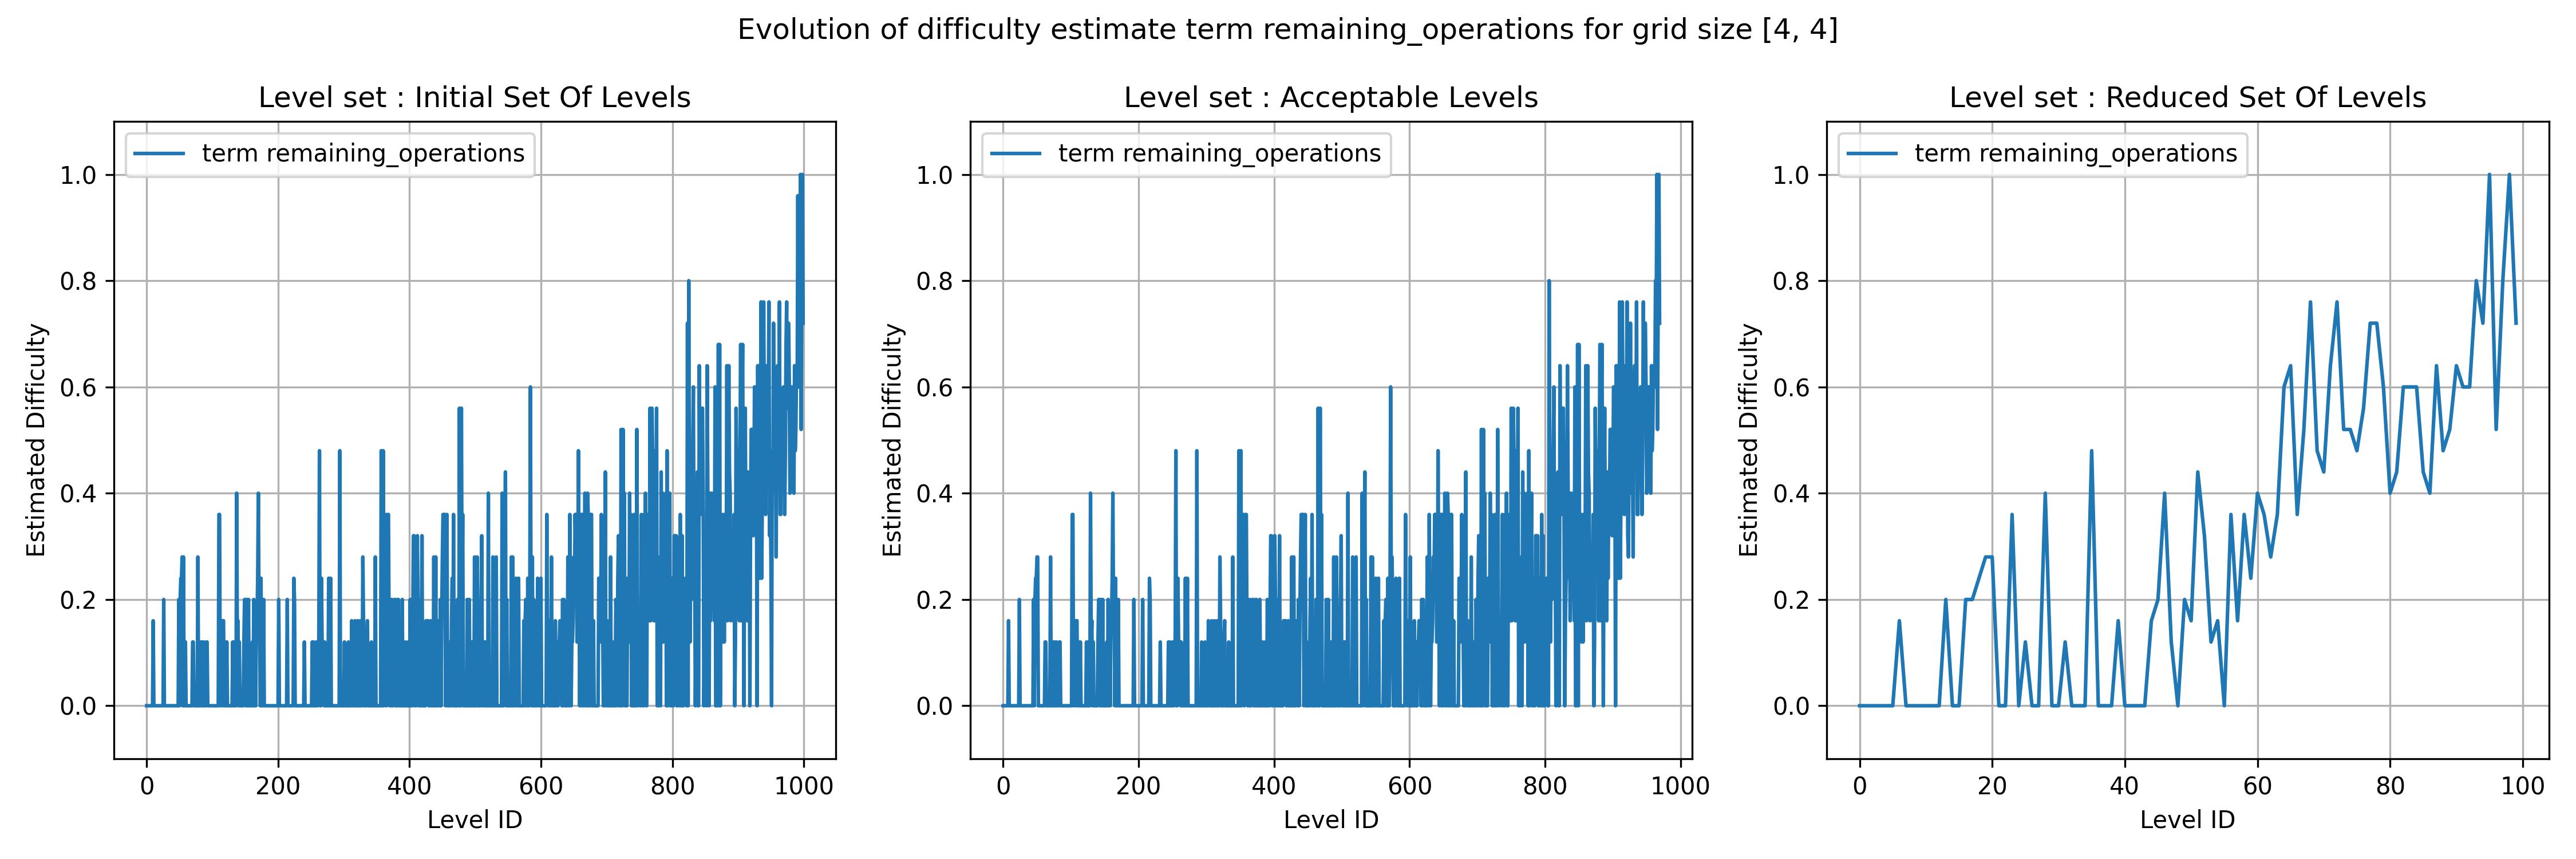 Evolution of difficulty estimate term remaining_operations for grid size [4, 4]
Level set : Initial Set Of Levels
term remaining_operations
Estimated Difficulty
1.0
0.8
0.6
0.4
0.2
0.0
0 200 400 600 800 1000
Level ID
Level set : Acceptable Levels
term remaining_operations
Estimated Difficulty
1.0
0.8
0.6
0.4
0.2
0.0
0 200 400 600 800 1000
Level ID
Level set : Reduced Set Of Levels
term remaining_operations
Estimated Difficulty
1.0
0.8
0.6
0.4
0.2
0.0
0 20 40 60 80 100
Level ID